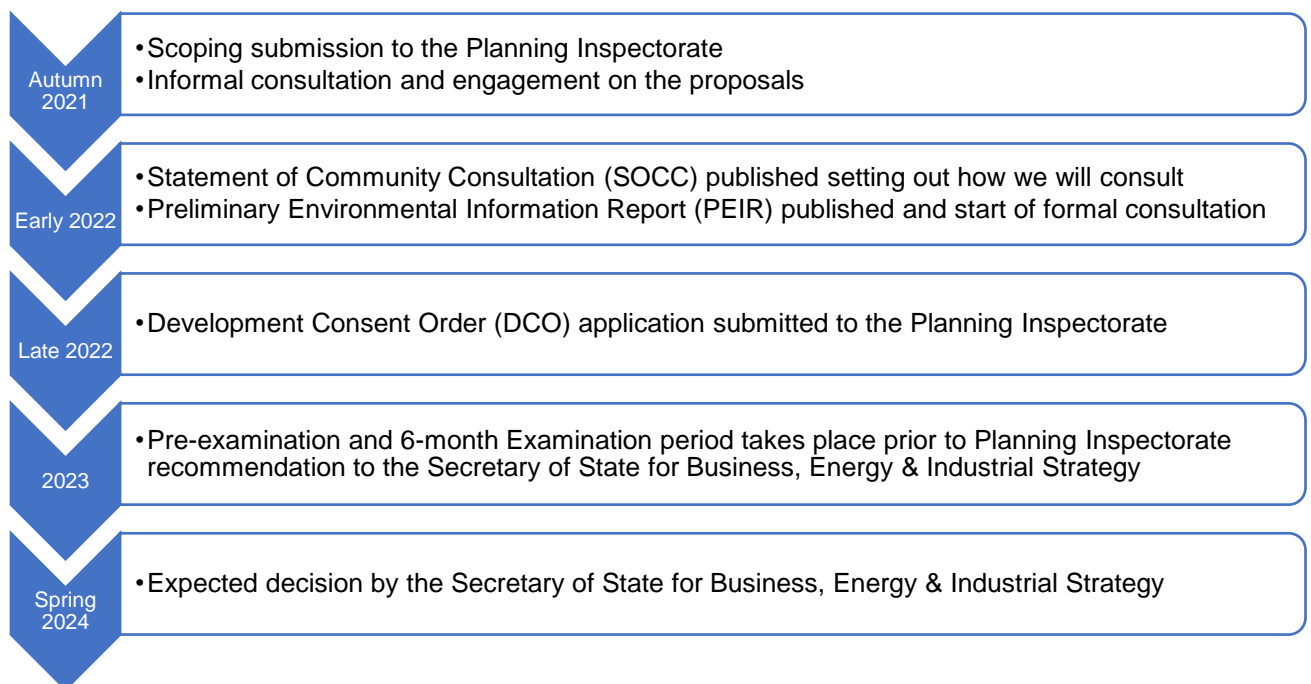 Autumn
2021
•Scoping submission to the Planning Inspectorate
•Informal consultation and engagement on the proposals
Early 2022
•Statement of Community Consultation (SOCC) published setting out how we will consult
•Preliminary Environmental Information Report (PEIR) published and start of formal consultation
Late 2022
•Development Consent Order (DCO) application submitted to the Planning Inspectorate
2023
•Pre-examination and 6-month Examination period takes place prior to Planning Inspectorate
recommendation to the Secretary of State for Business, Energy & Industrial Strategy
Spring
2024
•Expected decision by the Secretary of State for Business, Energy & Industrial Strategy